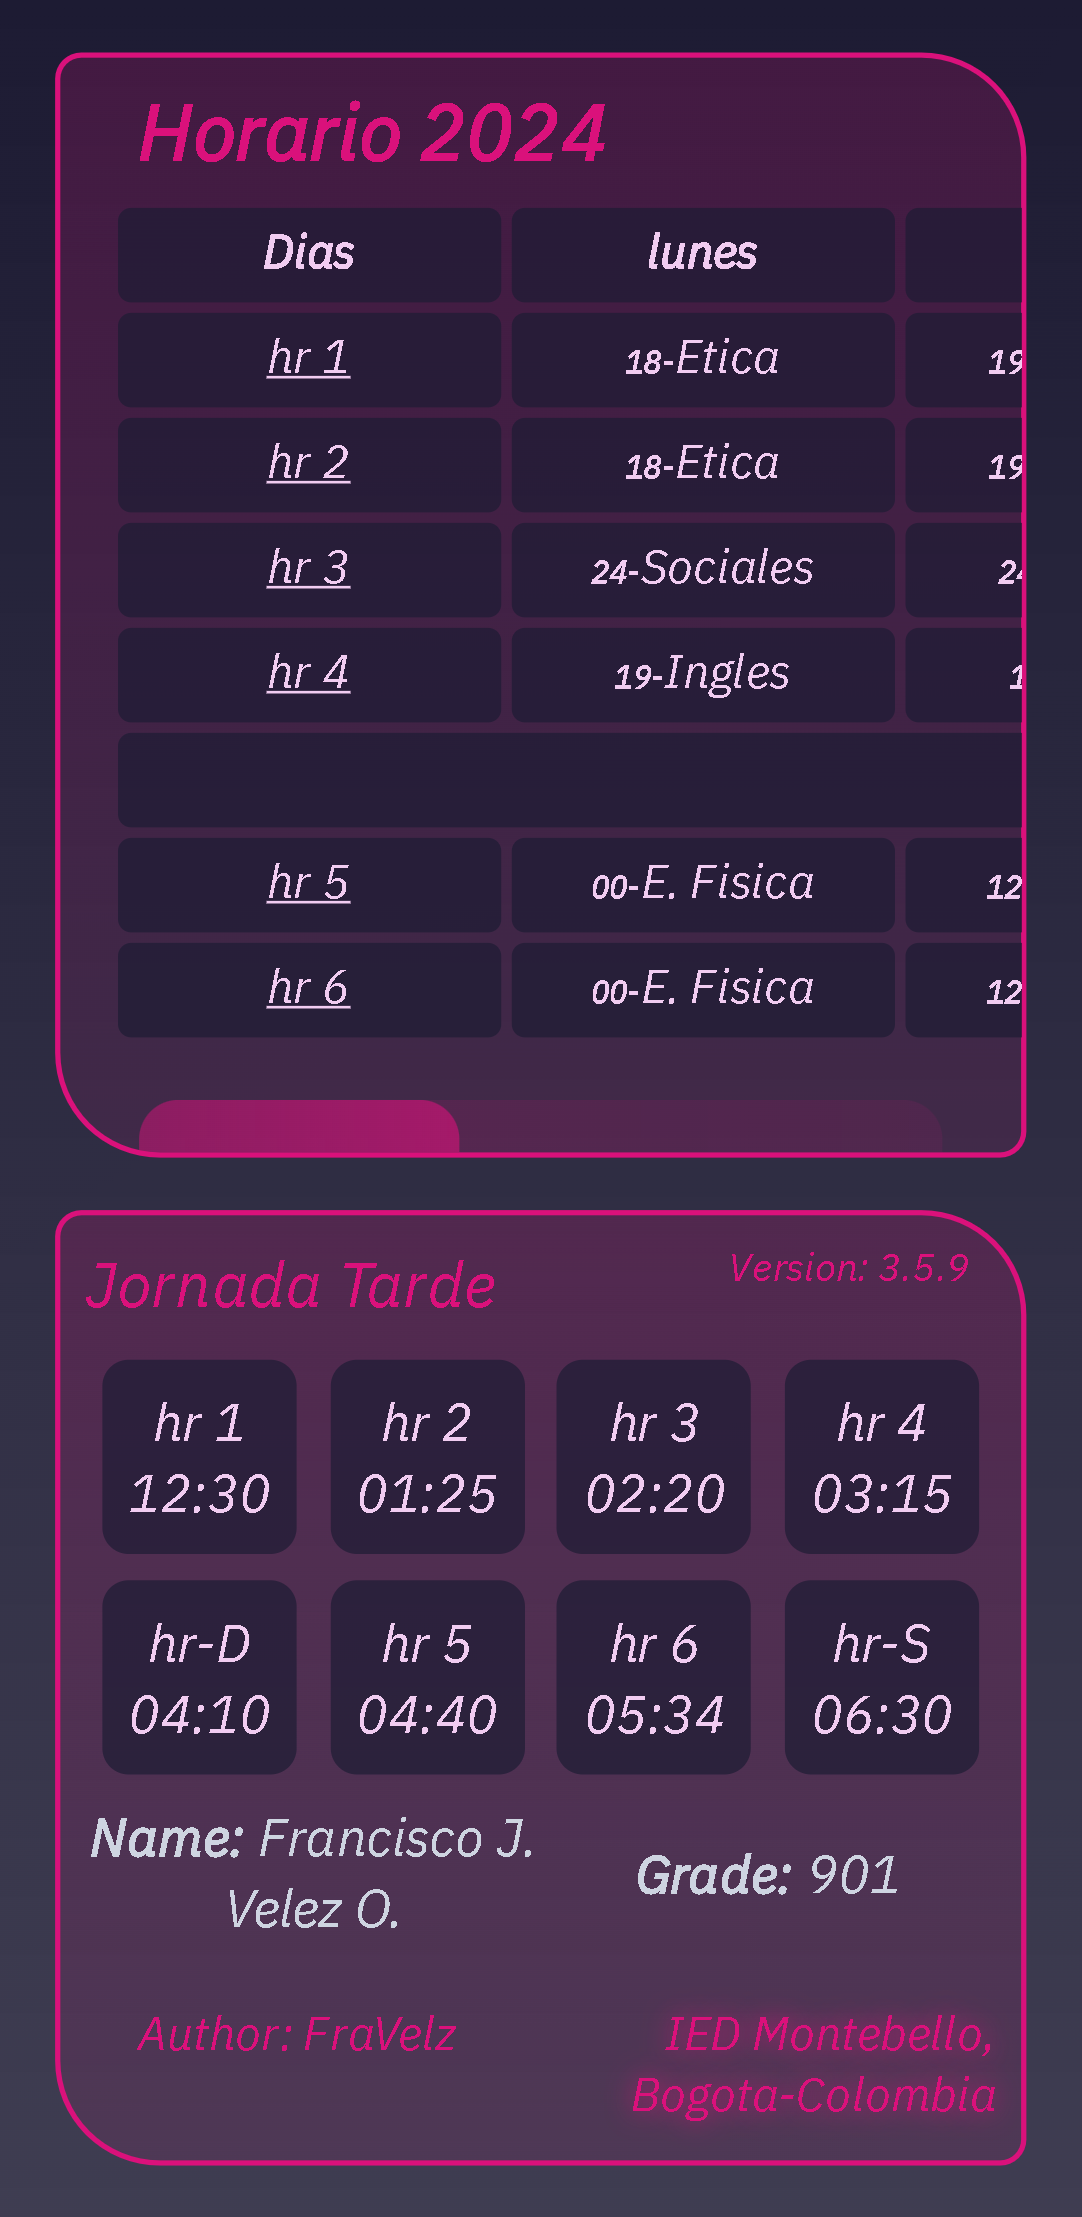 Horario 2024
Dias lunes
hr 1 18-Etica 19
hr 2 18-Etica 19
hr 3 24-Sociales 24
hr 4 19-Ingles 1
hr 5 00-E. Fisica 12
hr 6 00-E. Fisica 12
Jornada Tarde Version: 3.5.9
hr 1 hr 2 hr 3 hr 4
12:30 01:25 02:20 03:15
hr-D hr 5 hr 6 hr-S
04:10 04:40 05:34 06:30
Name: Francisco J.
Velez O.
Grade: 901
Author: FraVelz
IED Montebello,
Bogota-Colombia